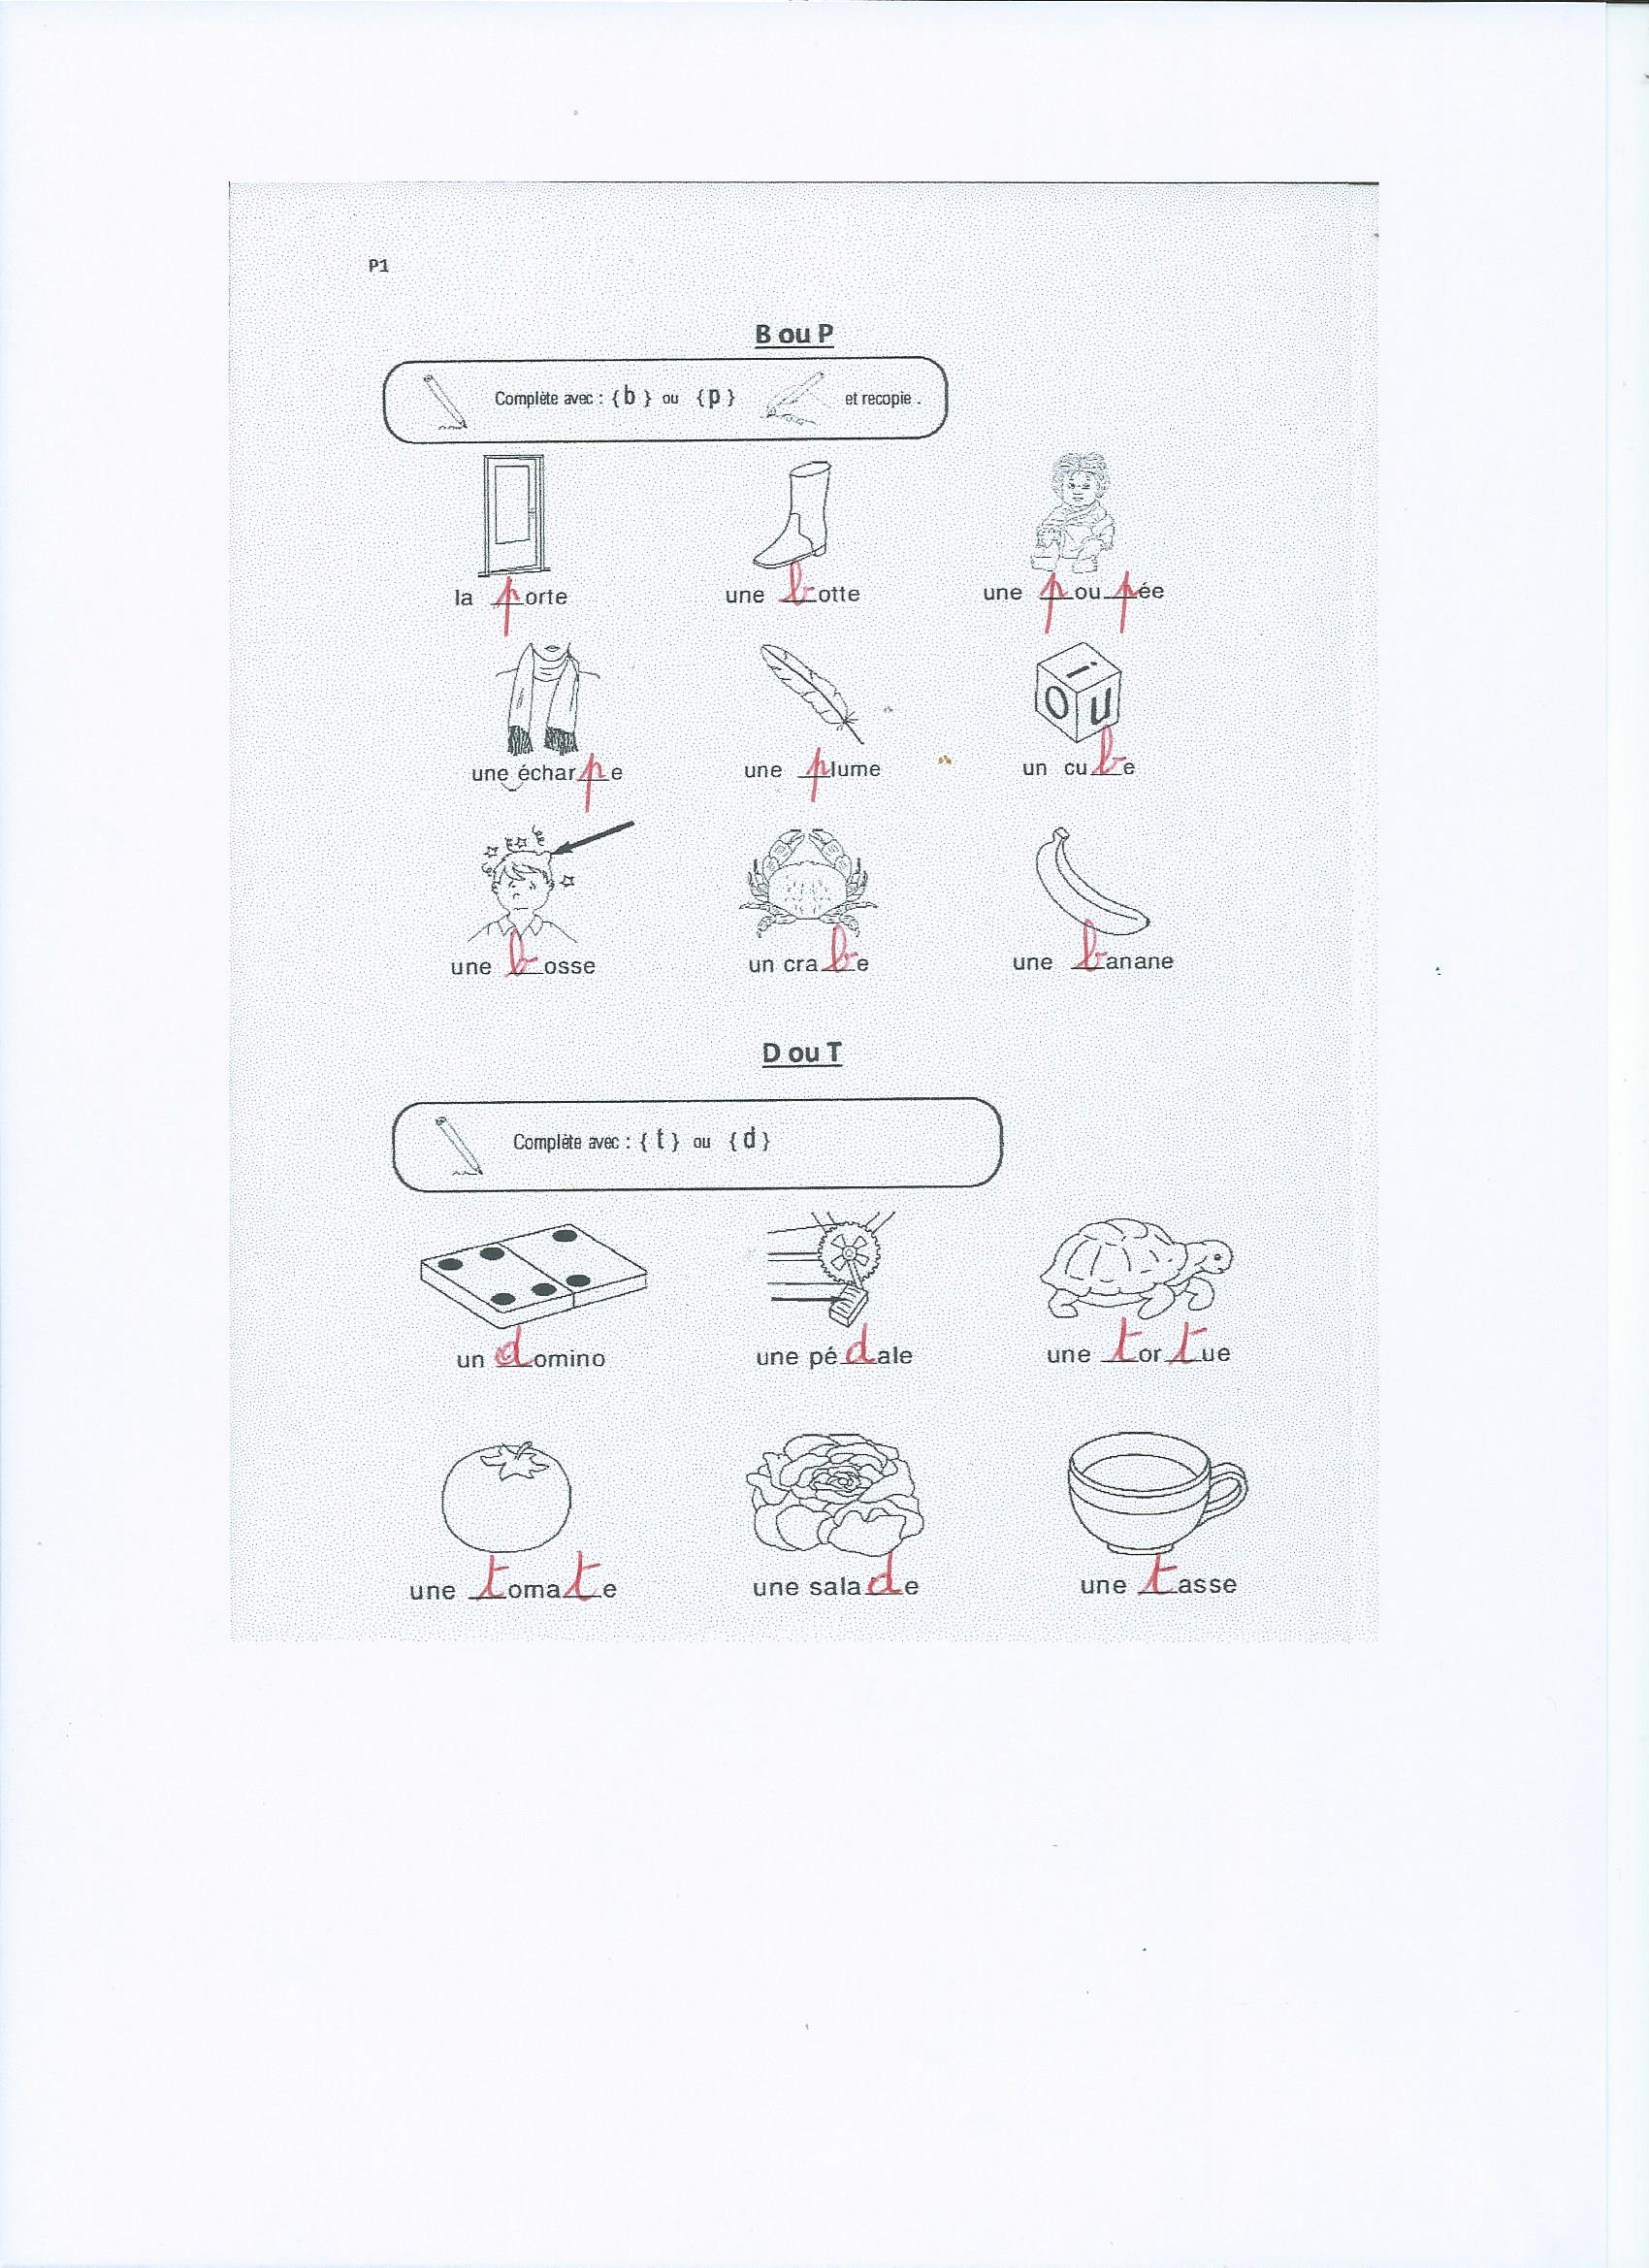 P1
B ou P
Complète avec : { b } ou { p } et recopie .
la porte une botte une poupée
i
O U
une écharpe une plume un cube
une bosse un crabe une banane
D ou T
Complète avec : { t } ou { d }
un domino une pédale une tortue
une tomate une salade une tasse